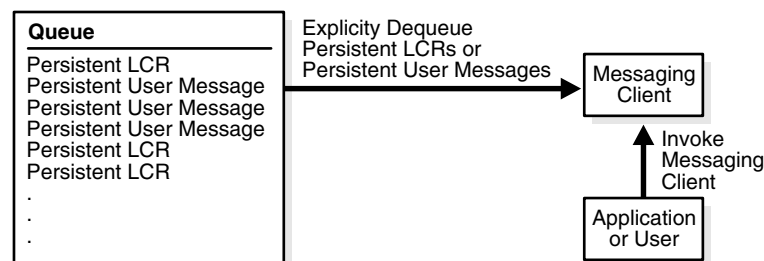 Queue
Persistent LCR
Persistent User Message
Persistent User Message
Persistent User Message
Persistent LCR
Persistent LCR
.
.
.
Explicity Dequeue
Persistent LCRs or
Persistent User Messages
Messaging
Client
Invoke
Messaging
Client
Application
or User